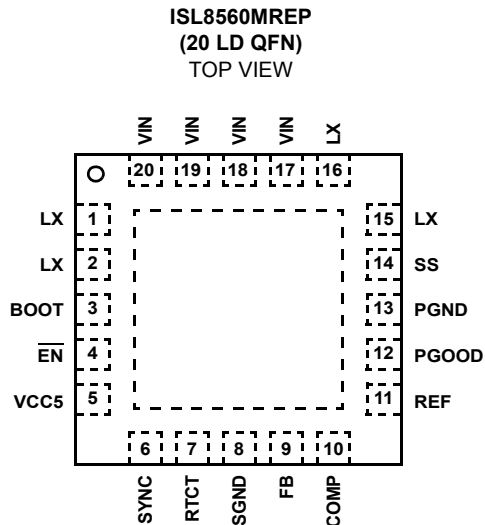 ISL8560MREP
(20 LD QFN)
TOP VIEW
VIN VIN VIN VIN LX
20 19 18 17 16
LX 1 15 LX
LX 2 14 SS
BOOT 3 13 PGND
EN 4 12 PGOOD
VCC5 5 11 REF
6 7 8 9 10
SYNC RTCT SGND FB COMP